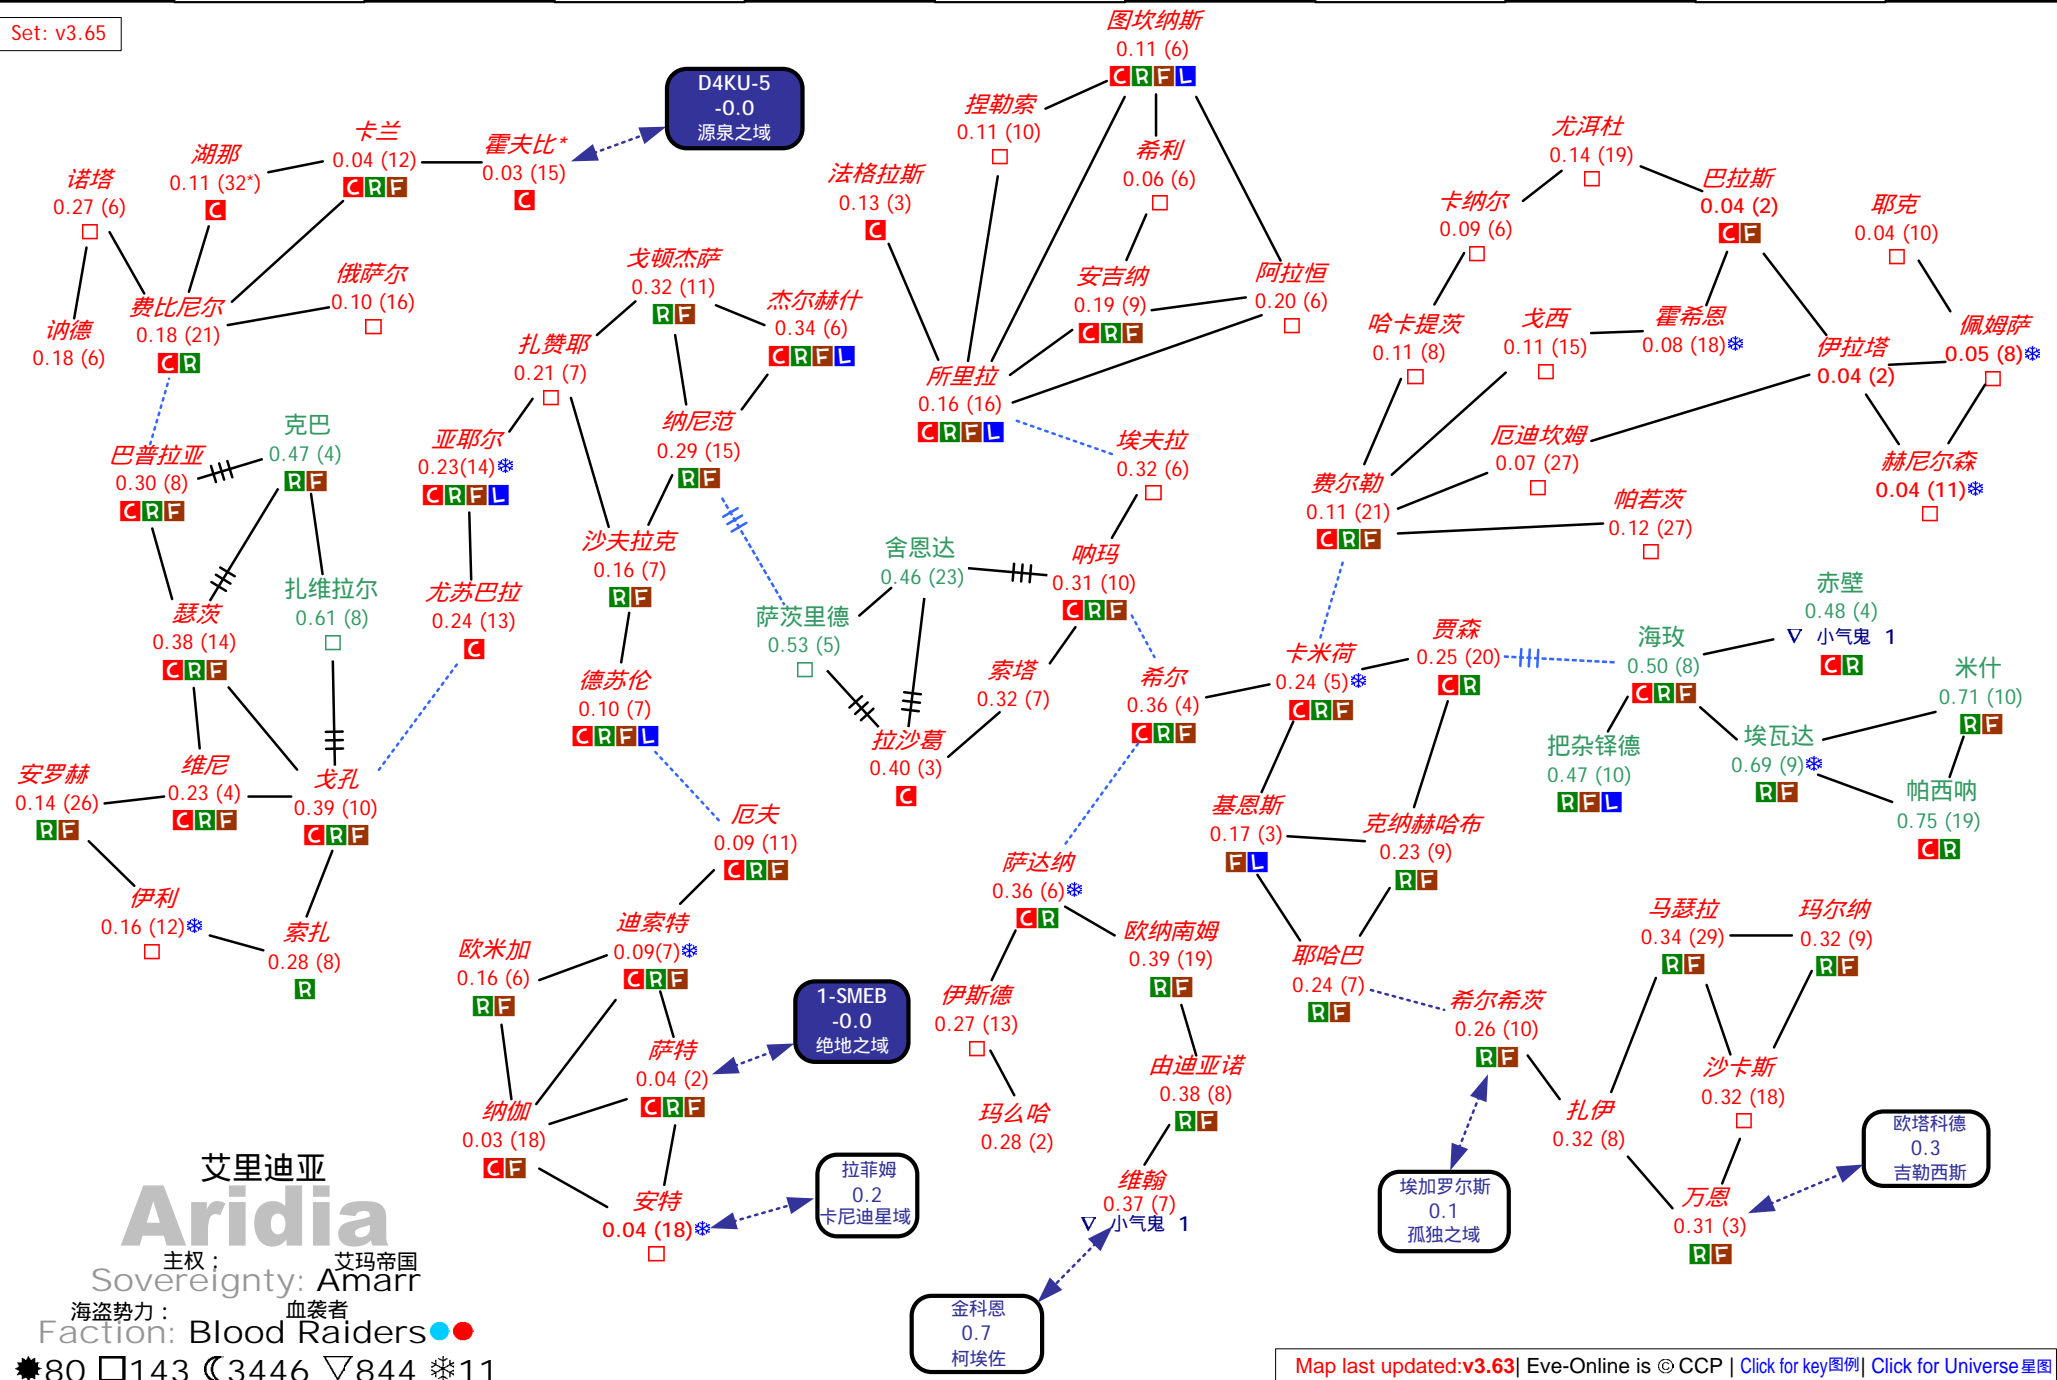 Set: v3.65
图坎纳斯
0.11 (6)
C R F L
D4KU-5
-0.0
源泉之域
捏勒索
0.11 (10)
希利
0.06 (6)
法格拉斯
0.13 (3)
C
卡兰
0.04 (12)
C R F
霍夫比*
0.03 (15)
C
湖那
0.11 (32*)
C
诺塔
0.27 (6)
尤洱杜
0.14 (19)
巴拉斯
0.04 (2)
C F
卡纳尔
0.09 (6)
耶克
0.04 (10)
俄萨尔
0.10 (16)
费比尼尔
0.18 (21)
C R
讷德
0.18 (6)
戈顿杰萨
0.32 (11)
R F
杰尔赫什
0.34 (6)
C R F L
扎赞耶
0.21 (7)
安吉纳
0.19 (9)
C R F
阿拉恒
0.20 (6)
所里拉
0.16 (16)
C R F L
哈卡提茨
0.11 (8)
戈西
0.11 (15)
霍希恩
0.08 (18)
伊拉塔
0.04 (2)
佩姆萨
0.05 (8)
克巴
0.47 (4)
R F
巴普拉亚
0.30 (8)
C R F
亚耶尔
0.23(14)
C R F L
纳尼范
0.29 (15)
R F
埃夫拉
0.32 (6)
厄迪坎姆
0.07 (27)
赫尼尔森
0.04 (11)
费尔勒
0.11 (21)
C R F
帕若茨
0.12 (27)
沙夫拉克
0.16 (7)
R F
舍恩达
0.46 (23)
呐玛
0.31 (10)
C R F
扎维拉尔
0.61 (8)
尤苏巴拉
0.24 (13)
C
瑟茨
0.38 (14)
C R F
萨茨里德
0.53 (5)
赤壁
0.48 (4)
▽ 小气鬼 1
C R
海玫
0.50 (8)
C R F
贾森
0.25 (20)
C R
卡米荷
0.24 (5)
C R F
米什
0.71 (10)
R F
德苏伦
0.10 (7)
C R F L
索塔
0.32 (7)
希尔
0.36 (4)
C R F
拉沙葛
0.40 (3)
C
把杂铎德
0.47 (10)
R F L
埃瓦达
0.69 (9)
R F
帕西呐
0.75 (19)
C R
安罗赫
0.14 (26)
R F
维尼
0.23 (4)
C R F
戈孔
0.39 (10)
C R F
厄夫
0.09 (11)
C R F
基恩斯
0.17 (3)
F L
克纳赫哈布
0.23 (9)
R F
萨达纳
0.36 (6)
C R
伊利
0.16 (12)
索扎
0.28 (8)
R
欧米加
0.16 (6)
R F
迪索特
0.09(7)
C R F
欧纳南姆
0.39 (19)
R F
耶哈巴
0.24 (7)
R F
马瑟拉
0.34 (29)
R F
玛尔纳
0.32 (9)
R F
1-SMEB
-0.0
绝地之域
伊斯德
0.27 (13)
希尔希茨
0.26 (10)
R F
萨特
0.04 (2)
C R F
由迪亚诺
0.38 (8)
R F
沙卡斯
0.32 (18)
纳伽
0.03 (18)
C F
玛么哈
0.28 (2)
扎伊
0.32 (8)
欧塔科德
0.3
吉勒西斯
拉菲姆
0.2
卡尼迪星域
安特
0.04 (18)
维翰
0.37 (7)
▽ 小气鬼 1
埃加罗尔斯
0.1
孤独之域
万恩
0.31 (3)
R F
金科恩
0.7
柯埃佐
艾里迪亚
Aridia
主权： 艾玛帝国
Sovereignty: Amarr
海盗势力： 血袭者
Faction: Blood Raiders
80 143 3446 844 11
Map last updated:v3.63| Eve-Online is © CCP | Click for key图例| Click for Universe星图